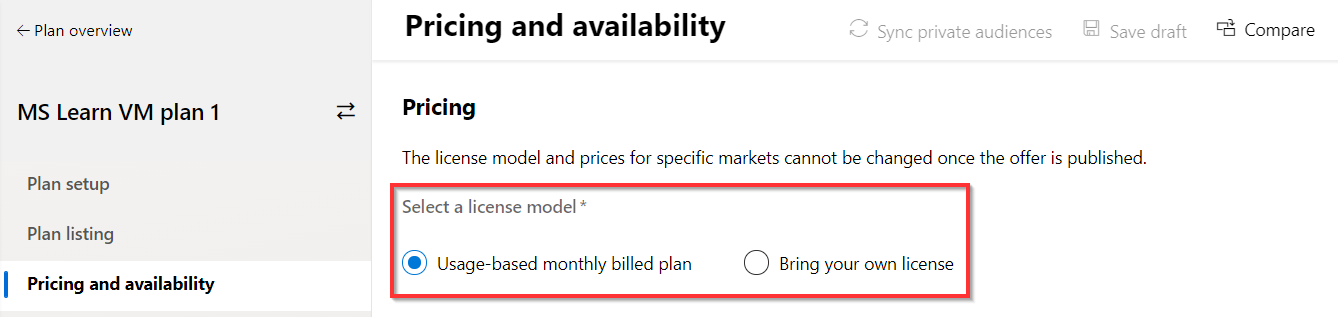 Plan overview
Pricing and availability
Sync private audiences
Save draft
Compare
MS Learn VM plan 1
Plan setup
Plan listing
Pricing and availability
Pricing
The license model and prices for specific markets cannot be changed once the offer is published.
Select a license model *
Usage-based monthly billed plan
Bring your own license